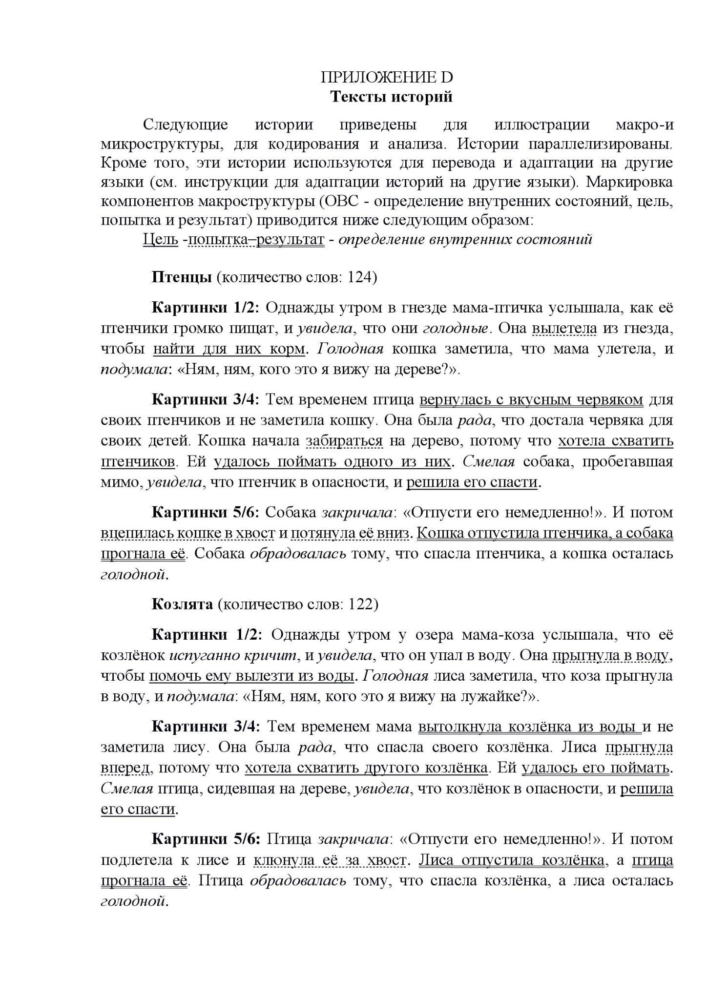 ПРИЛОЖЕНИЕ D
Тексты историй
Следующие истории приведены для иллюстрации макро-и
микроструктуры, для кодирования и анализа. Истории параллелизированы.
Кроме того, эти истории используются для перевода и адаптации на другие
языки (см. инструкции для адаптации историй на другие языки). Маркировка
компонентов макроструктуры (ОВС - определение внутренних состояний, цель,
попытка и результат) приводится ниже следующим образом:
Цель -попытка–результат - определение внутренних состояний
Птенцы (количество слов: 124)
Картинки 1/2: Однажды утром в гнезде мама-птичка услышала, как её
птенчики громко пищат, и увидела, что они голодные. Она вылетела из гнезда,
чтобы найти для них корм. Голодная кошка заметила, что мама улетела, и
подумала: «Ням, ням, кого это я вижу на дереве?».
Картинки 3/4: Тем временем птица вернулась с вкусным червяком для
своих птенчиков и не заметила кошку. Она была рада, что достала червяка для
своих детей. Кошка начала забираться на дерево, потому что хотела схватить
птенчиков. Ей удалось поймать одного из них. Смелая собака, пробегавшая
мимо, увидела, что птенчик в опасности, и решила его спасти.
Картинки 5/6: Собака закричала: «Отпусти его немедленно!». И потом
вцепилась кошке в хвост и потянула её вниз. Кошка отпустила птенчика, а собака
прогнала её. Собака обрадовалась тому, что спасла птенчика, а кошка осталась
голодной.
Козлята (количество слов: 122)
Картинки 1/2: Однажды утром у озера мама-коза услышала, что её
козлёнок испуганно кричит, и увидела, что он упал в воду. Она прыгнула в воду,
чтобы помочь ему вылезти из воды. Голодная лиса заметила, что коза прыгнула
в воду, и подумала: «Ням, ням, кого это я вижу на лужайке?».
Картинки 3/4: Тем временем мама вытолкнула козлёнка из воды и не
заметила лису. Она была рада, что спасла своего козлёнка. Лиса прыгнула
вперед, потому что хотела схватить другого козлёнка. Ей удалось его поймать.
Смелая птица, сидевшая на дереве, увидела, что козлёнок в опасности, и решила
его спасти.
Картинки 5/6: Птица закричала: «Отпусти его немедленно!». И потом
подлетела к лисе и клюнула её за хвост. Лиса отпустила козлёнка, а птица
прогнала её. Птица обрадовалась тому, что спасла козлёнка, а лиса осталась
голодной.